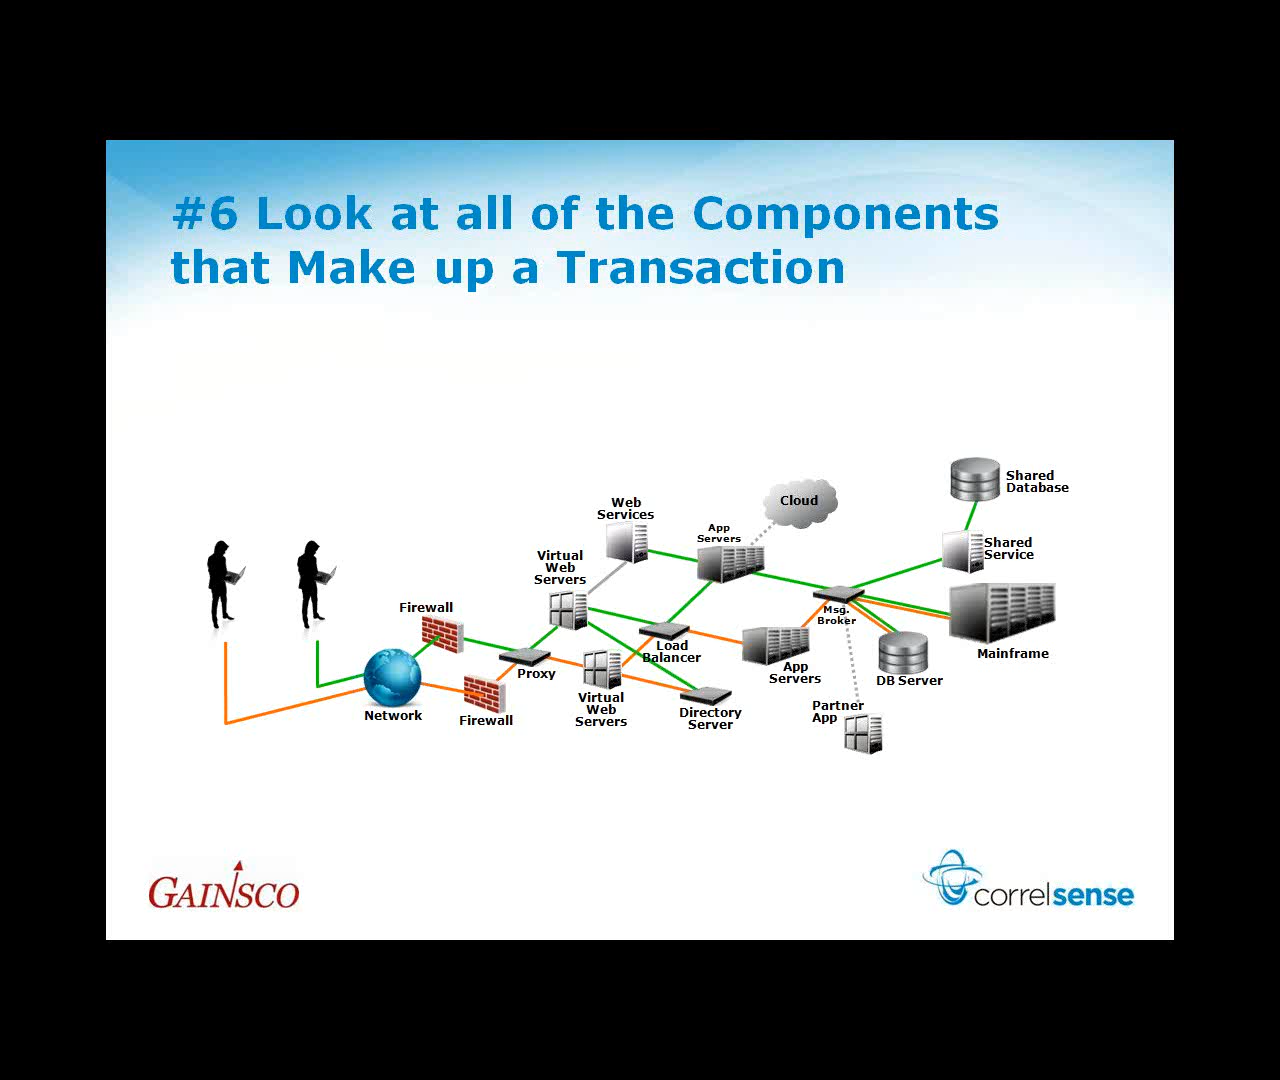 #6 Look at all of the Components
that Make up a Transaction
Shared
Database
Cloud
Web
Services
App
Servers
Shared
Service
Virtual
Web
Servers
Firewall
Msg.
Broker
Load
Balancer
Mainframe
Proxy
App
Servers
DB Server
Network
Firewall
Virtual
Web
Servers
Directory
Server
Partner
App
GAINSCO
correlsense